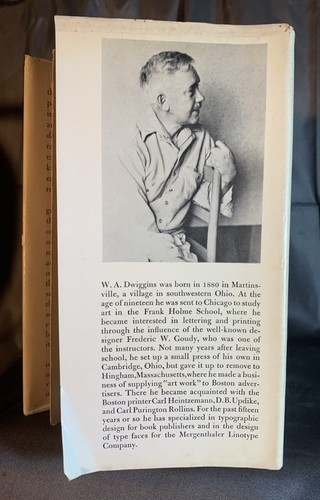 W. A. Dwiggins was born in 1880 in Martins-
ville, a village in southwestern Ohio. At the
age of nineteen he was sent to Chicago to study
art in the Frank Holme School, where he
became interested in lettering and printing
through the influence of the well-known de-
signer Frederic W. Goudy, who was one of
the instructors. Not many years after leaving
school, he set up a small press of his own in
Cambridge, Ohio, but gave it up to remove to
Hingham, Massachusetts, where he made a busi-
ness of supplying "art work" to Boston adver-
tisers. There he became acquainted with the
Boston printer Carl Heintzemann, D. B. Updike,
and Carl Purington Rollins. For the past fifteen
years or so he has specialized in typographic
design for book publishers and in the design
of type faces for the Mergenthaler Linotype
Company.